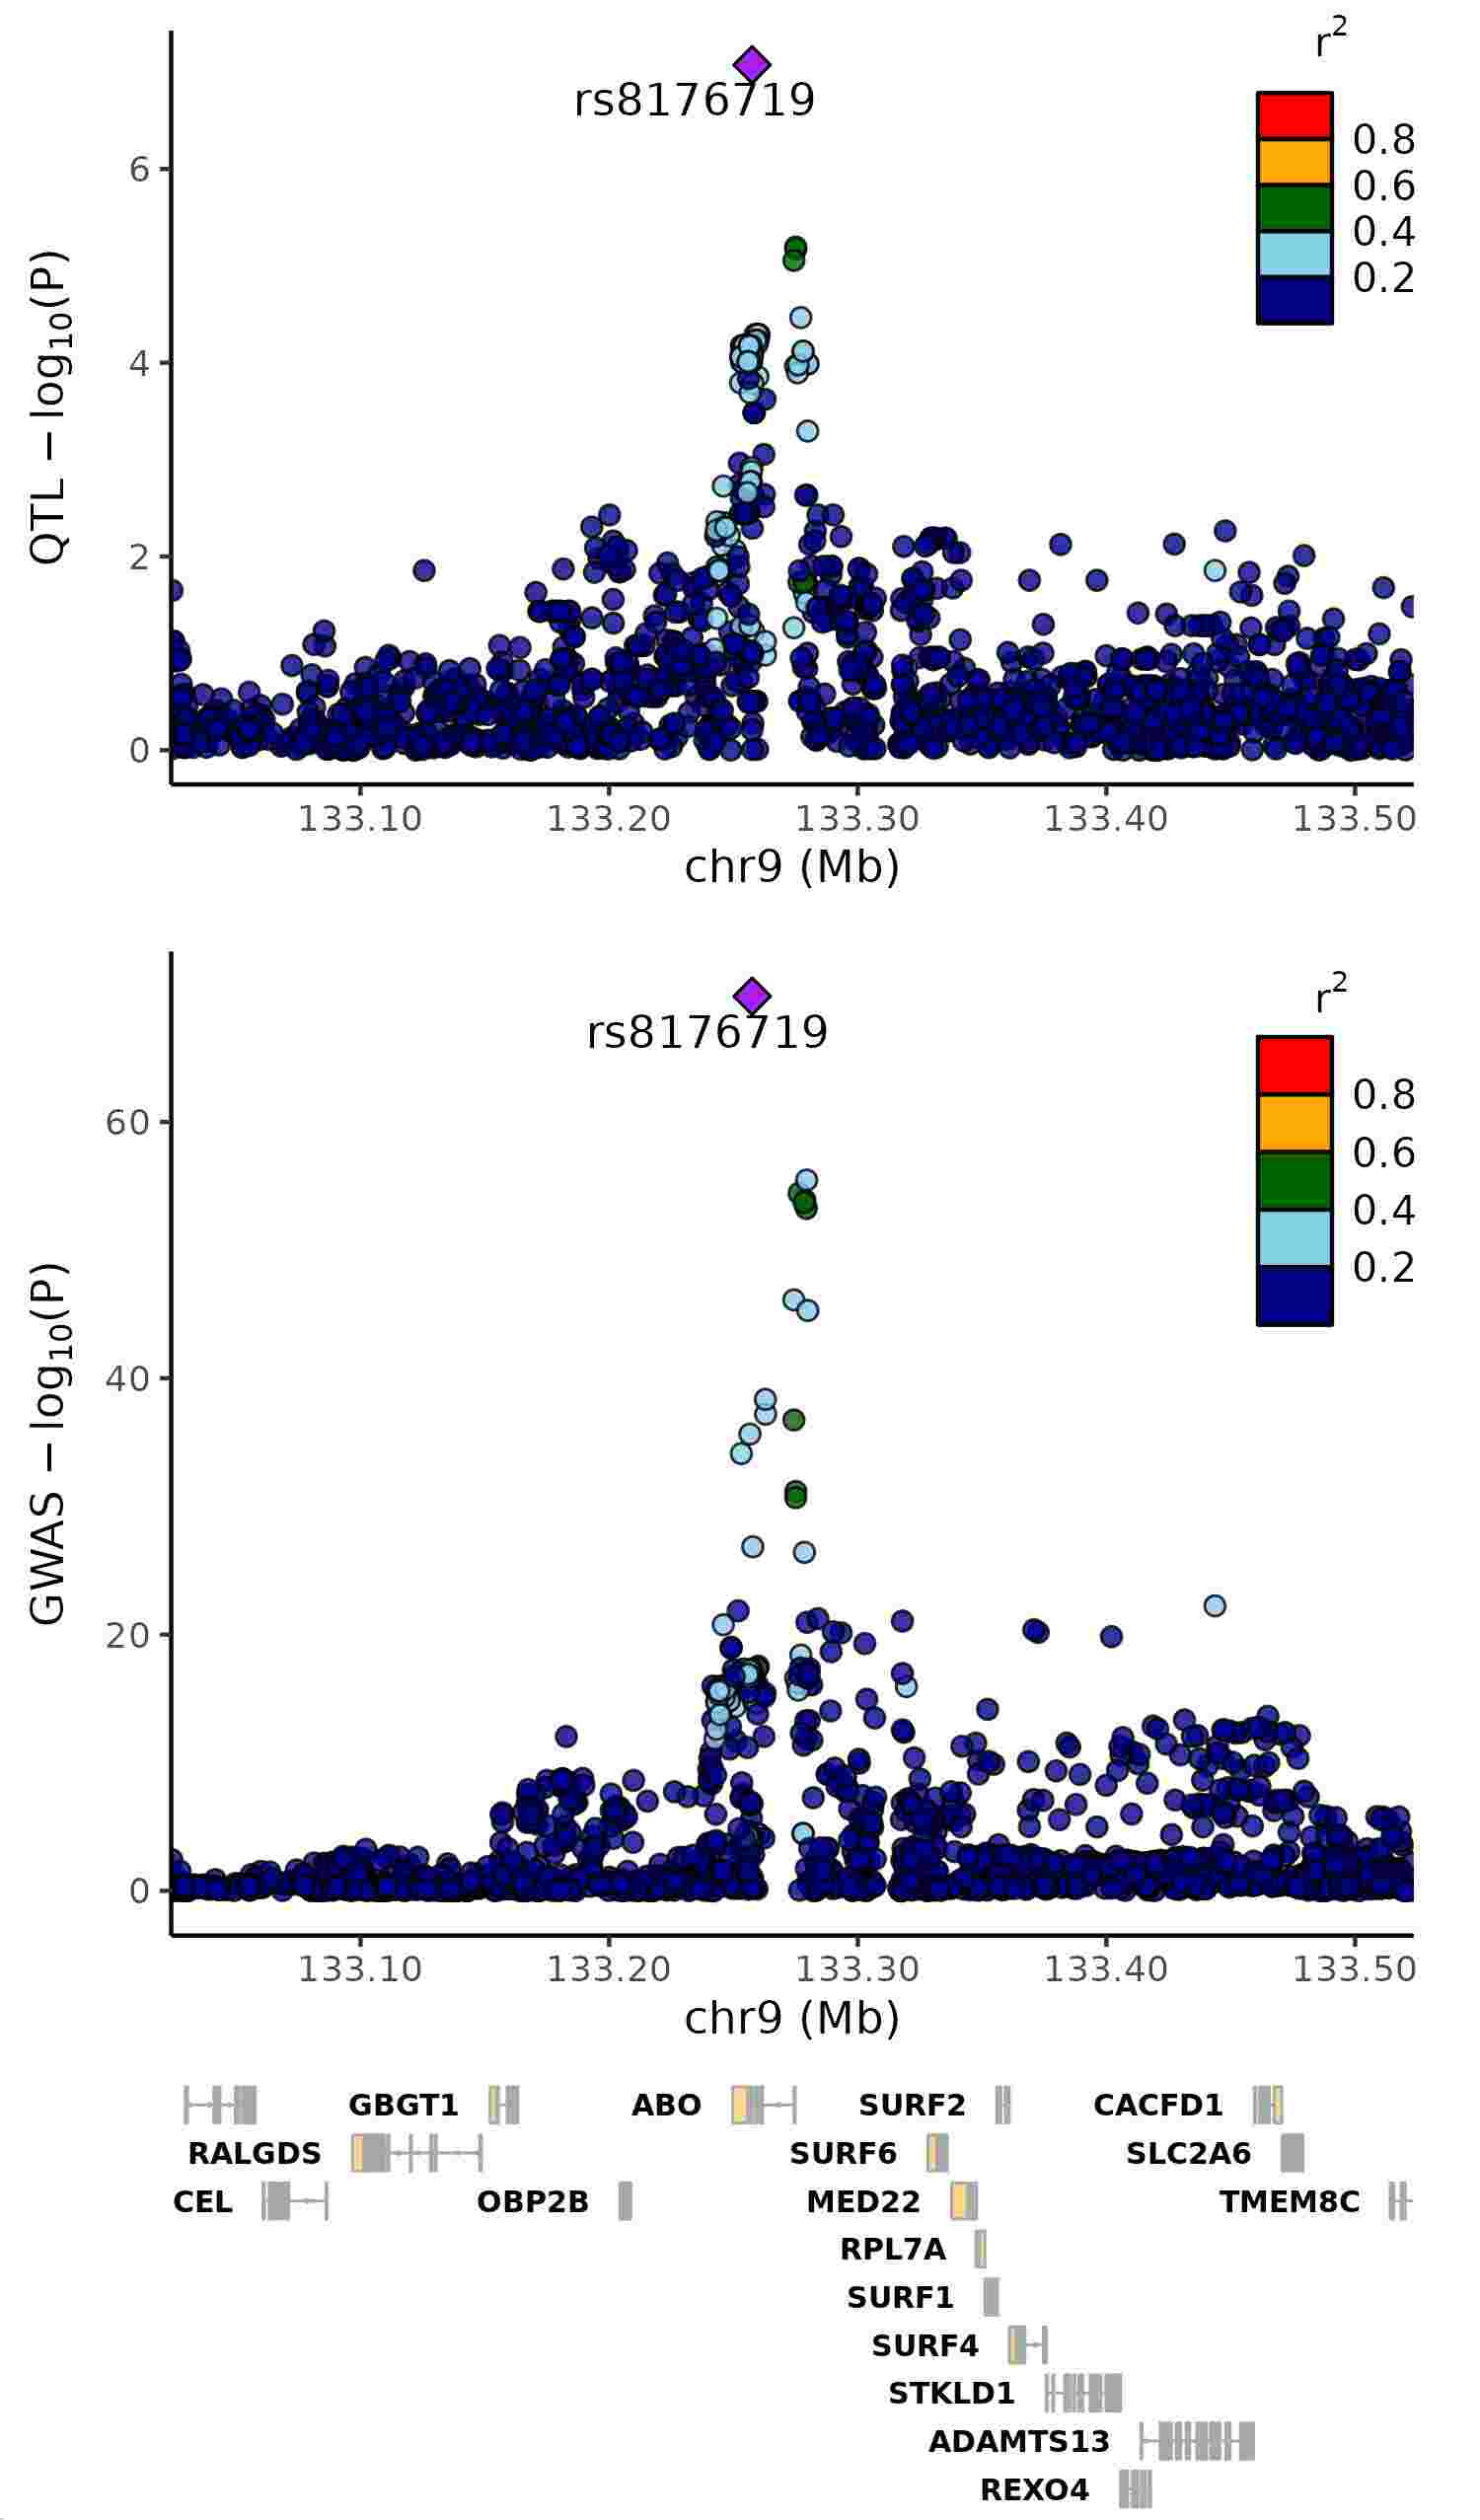 r2
rs8176719
0.8
0.6
0.4
0.2
6
4
2
0
QTL − log10(P)
133.10 133.20 133.30 133.40 133.50
chr9 (Mb)
r2
rs8176719
0.8
0.6
0.4
0.2
60
40
20
0
GWAS − log10(P)
133.10 133.20 133.30 133.40 133.50
chr9 (Mb)
GBGT1 ABO SURF2 CACFD1
RALGDS SURF6 SLC2A6
CEL OBP2B MED22 TMEM8C
RPL7A
SURF1
SURF4
STKLD1
ADAMTS13
REXO4